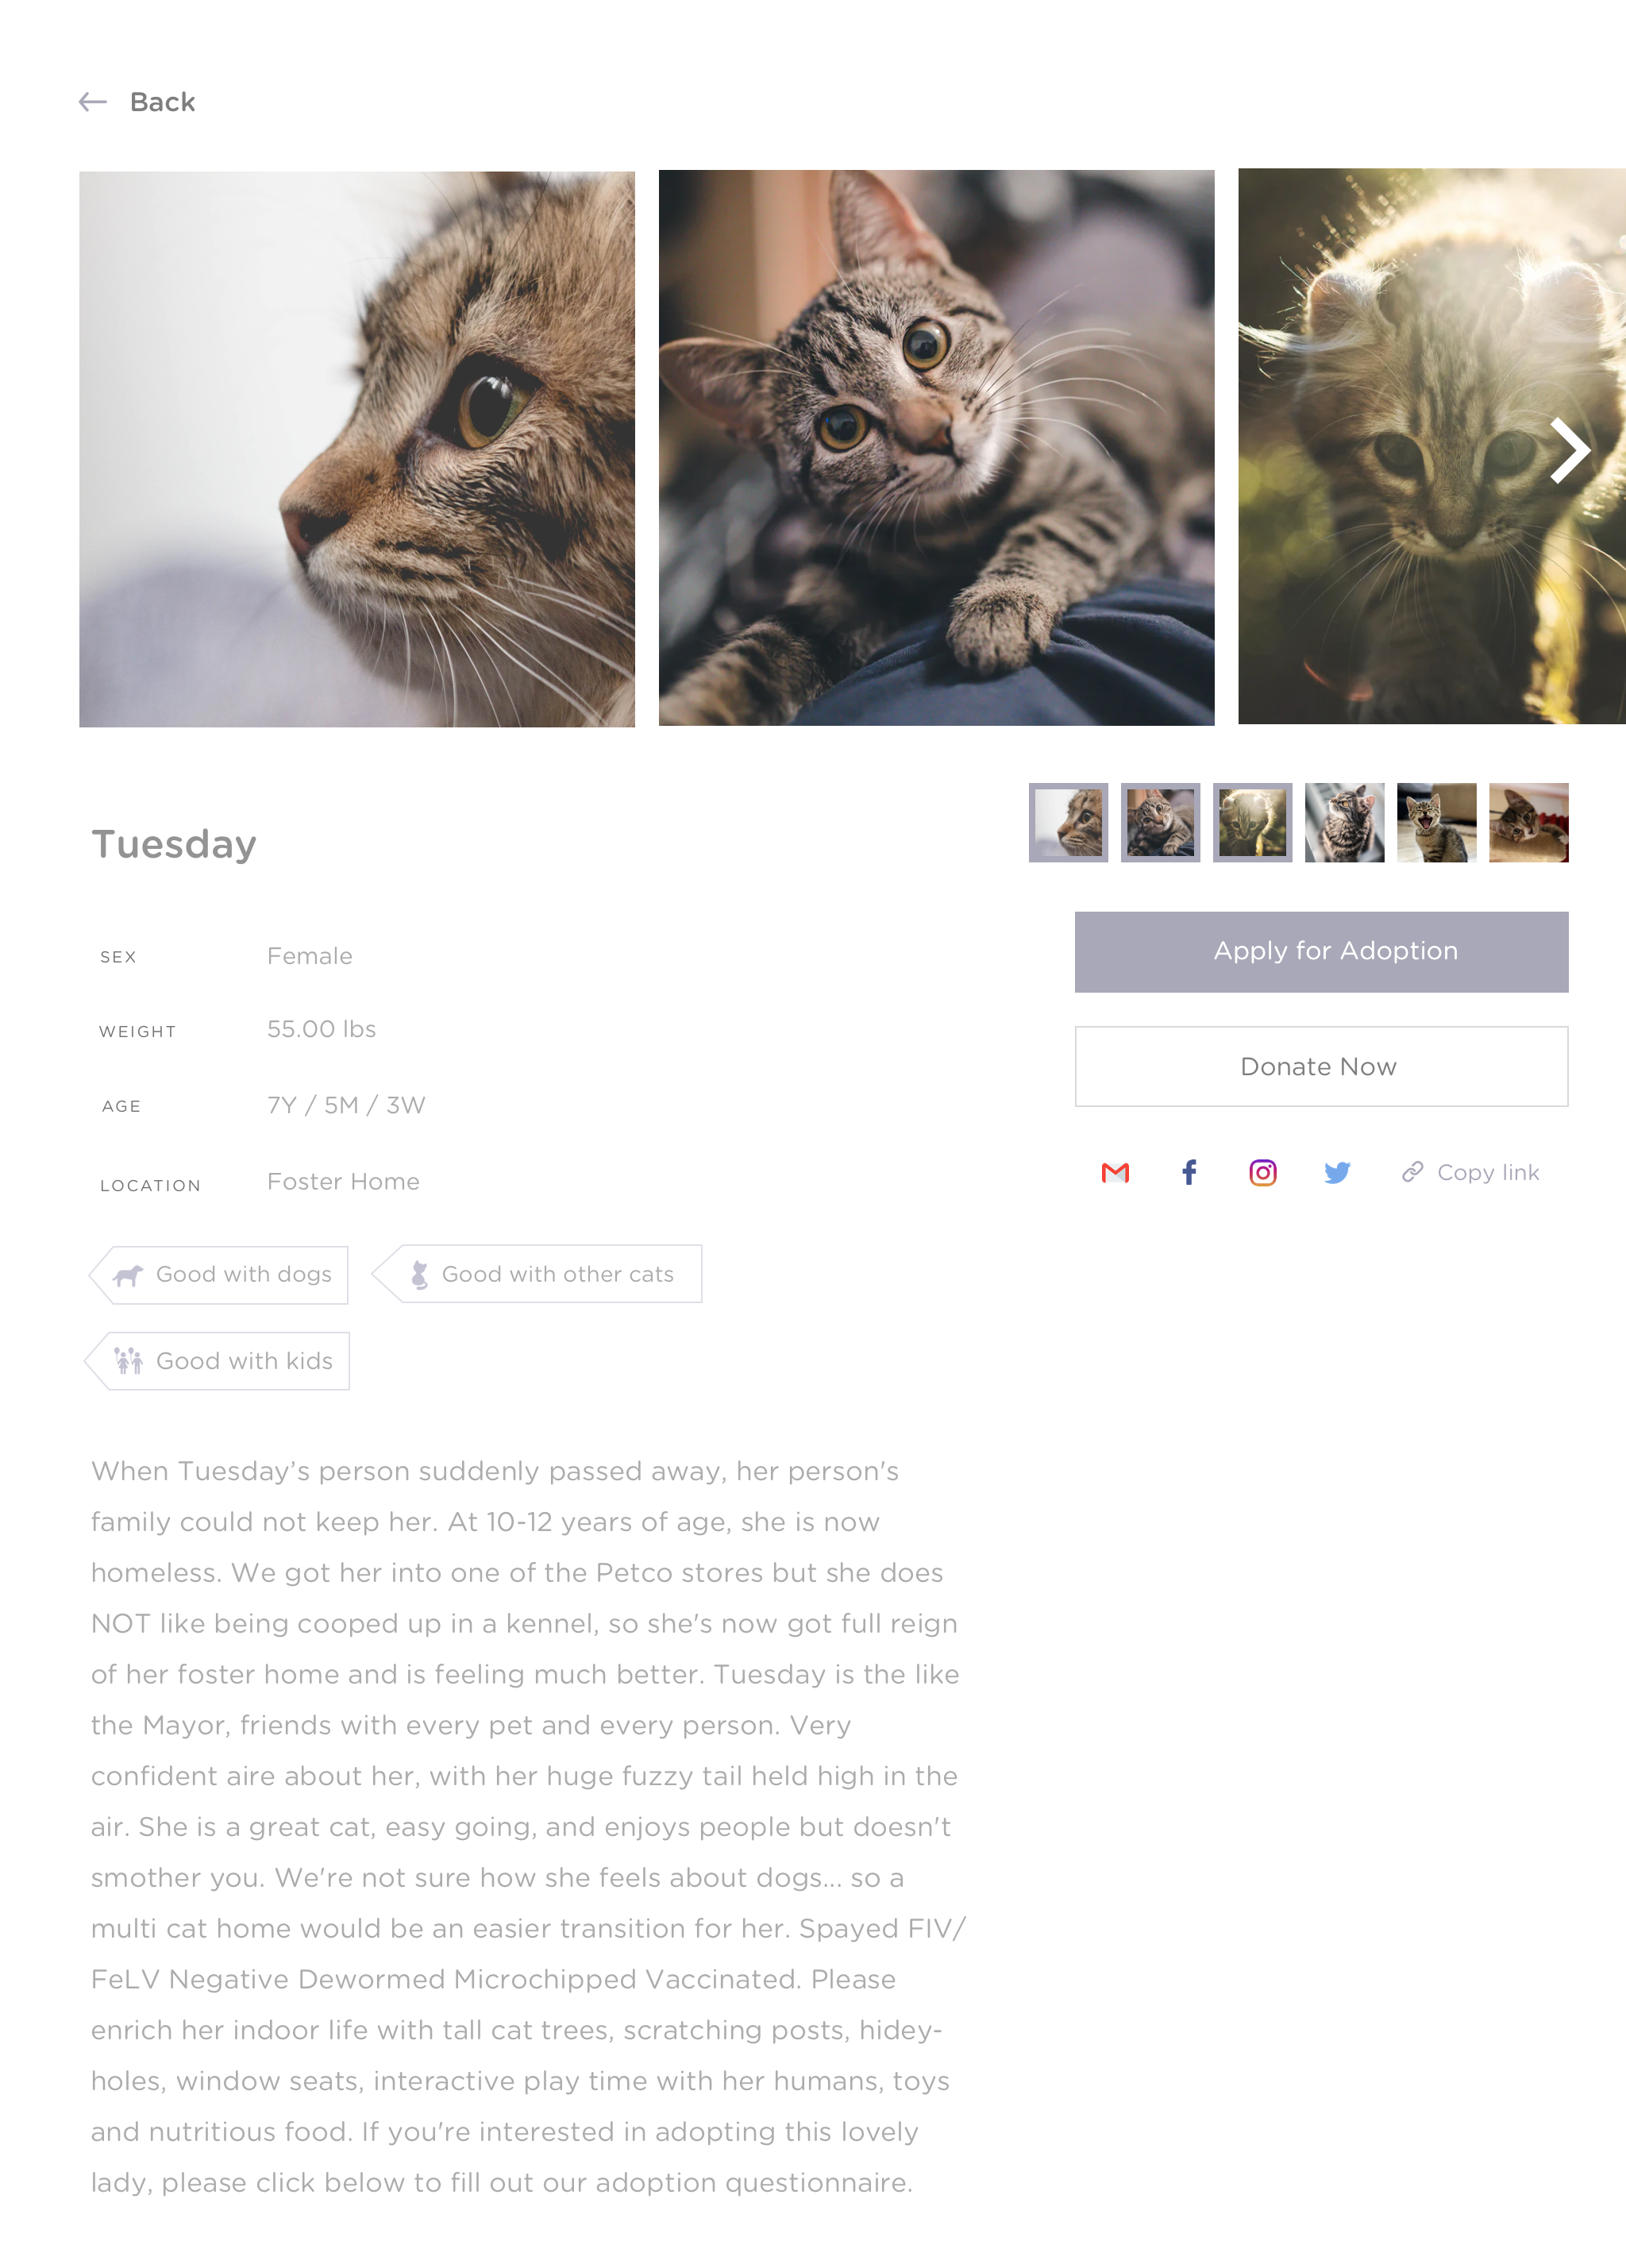 Back
Tuesday
SEX Female
WEIGHT 55.00 lbs
AGE 7Y / 5M / 3W
LOCATION Foster Home
Apply for Adoption
Donate Now
Copy link
Good with dogs
Good with other cats
Good with kids
When Tuesday’s person suddenly passed away, her person's
family could not keep her. At 10-12 years of age, she is now
homeless. We got her into one of the Petco stores but she does
NOT like being cooped up in a kennel, so she's now got full reign
of her foster home and is feeling much better. Tuesday is the like
the Mayor, friends with every pet and every person. Very
confident aire about her, with her huge fuzzy tail held high in the
air. She is a great cat, easy going, and enjoys people but doesn't
smother you. We're not sure how she feels about dogs... so a
multi cat home would be an easier transition for her. Spayed FIV/
FeLV Negative Dewormed Microchipped Vaccinated. Please
enrich her indoor life with tall cat trees, scratching posts, hidey-
holes, window seats, interactive play time with her humans, toys
and nutritious food. If you're interested in adopting this lovely
lady, please click below to fill out our adoption questionnaire.